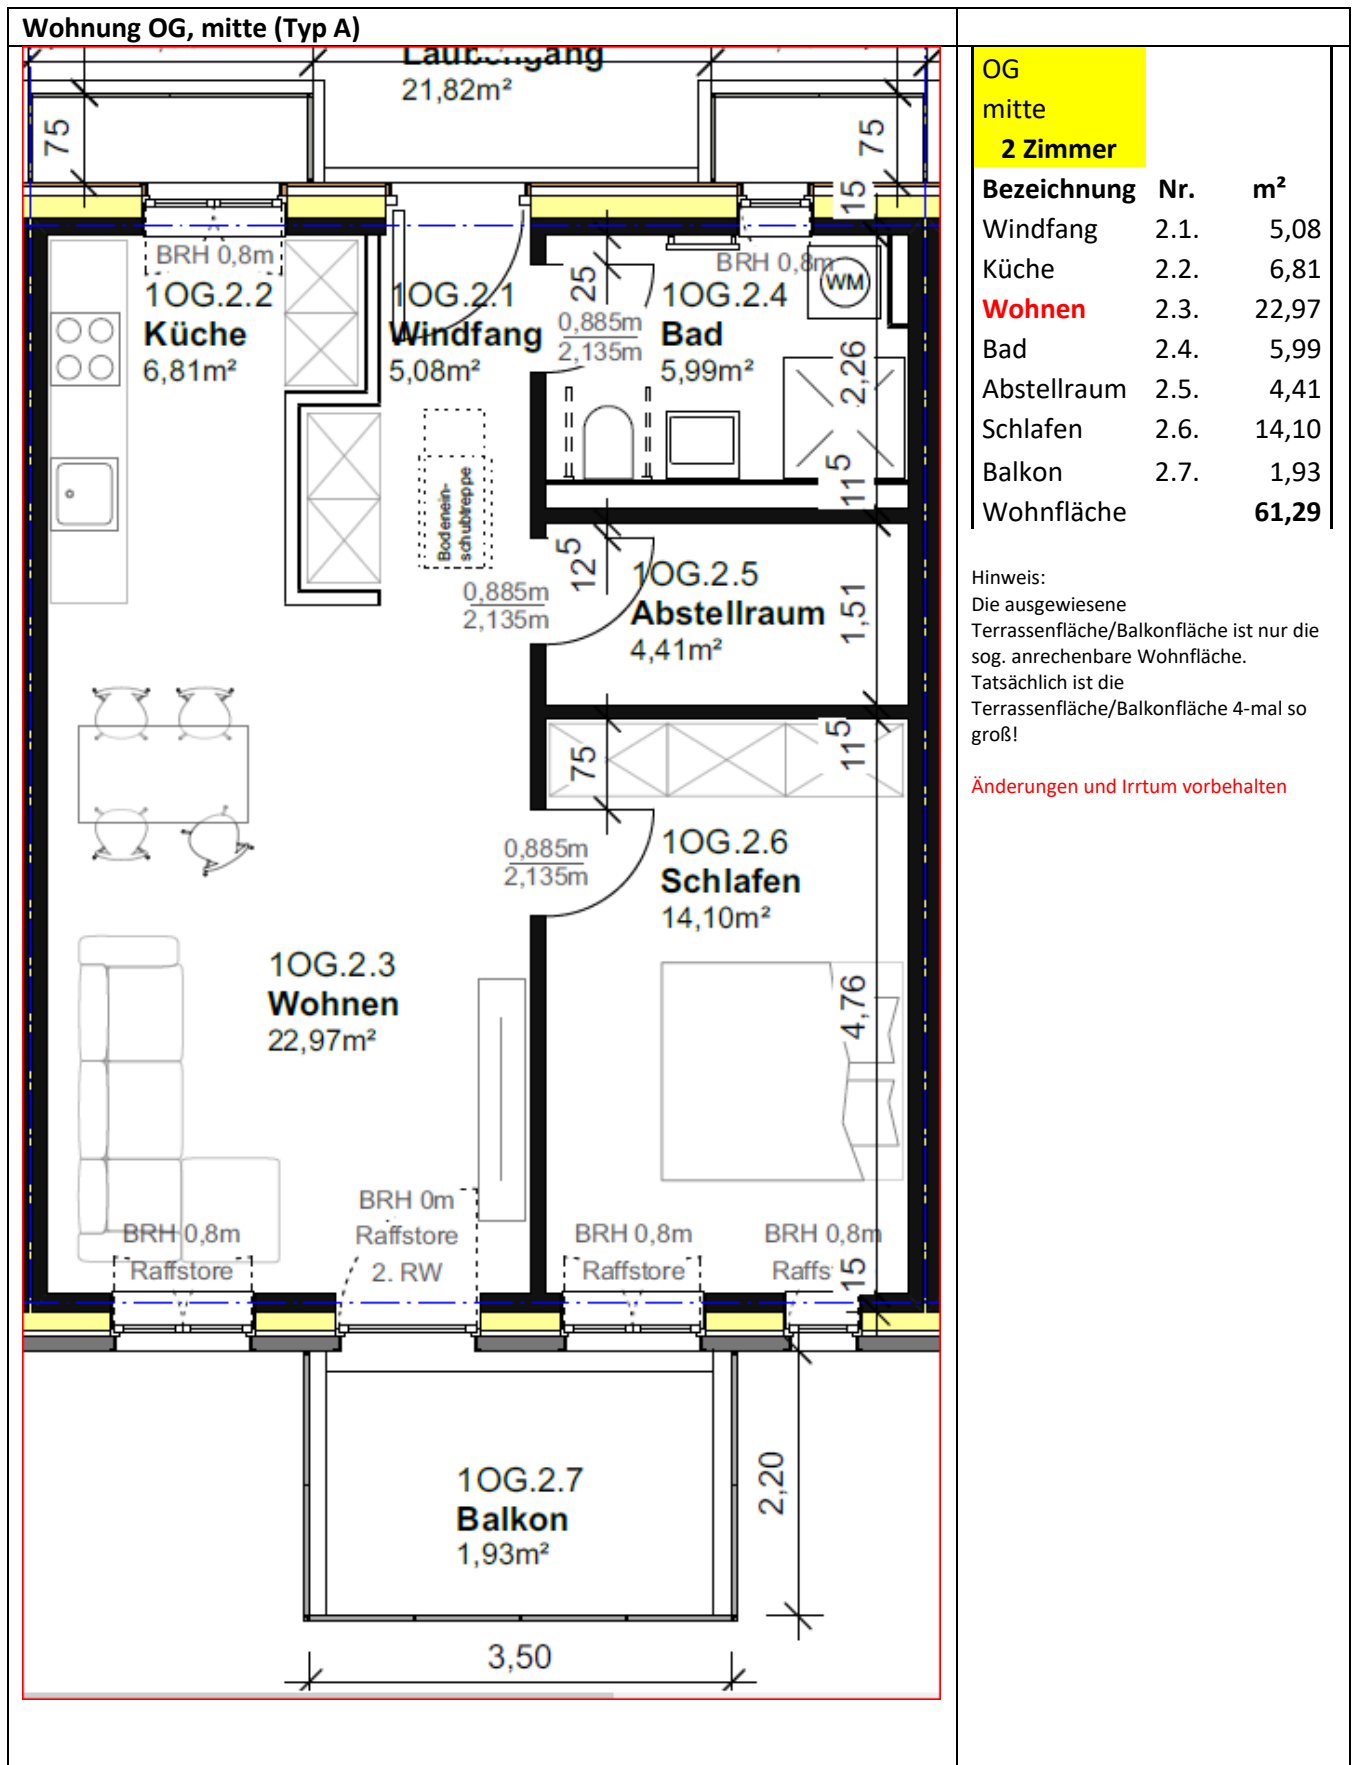 Wohnung OG, mitte (Typ A)
Laubengang
21,82m²
75
75
15
BRH 0,8m
1OG.2.2
Küche
6,81m²
1OG.2.1
Windfang
5,08m²
25
0,885m
2,135m
BRH 0,8m
1OG.2.4
Bad
5,99m²
WM
2,26
11⁵
Bodenein-
schubtreppe
12⁵
0,885m
2,135m
1OG.2.5
Abstellraum
4,41m²
1,51
11⁵
75
0,885m
2,135m
1OG.2.6
Schlafen
14,10m²
4,76
1OG.2.3
Wohnen
22,97m²
BRH 0,8m
Raffstore
BRH 0m
Raffstore
2. RW
BRH 0,8m
Raffstore
BRH 0,8m
Raffs
15
1OG.2.7
Balkon
1,93m²
2,20
3,50
OG
mitte
2 Zimmer
Bezeichnung Nr. m²
Windfang 2.1. 5,08
Küche 2.2. 6,81
Wohnen 2.3. 22,97
Bad 2.4. 5,99
Abstellraum 2.5. 4,41
Schlafen 2.6. 14,10
Balkon 2.7. 1,93
Wohnfläche 61,29
Hinweis:
Die ausgewiesene
Terrassenfläche/Balkonfläche ist nur die
sog. anrechenbare Wohnfläche.
Tatsächlich ist die
Terrassenfläche/Balkonfläche 4-mal so
groß!
Änderungen und Irrtum vorbehalten